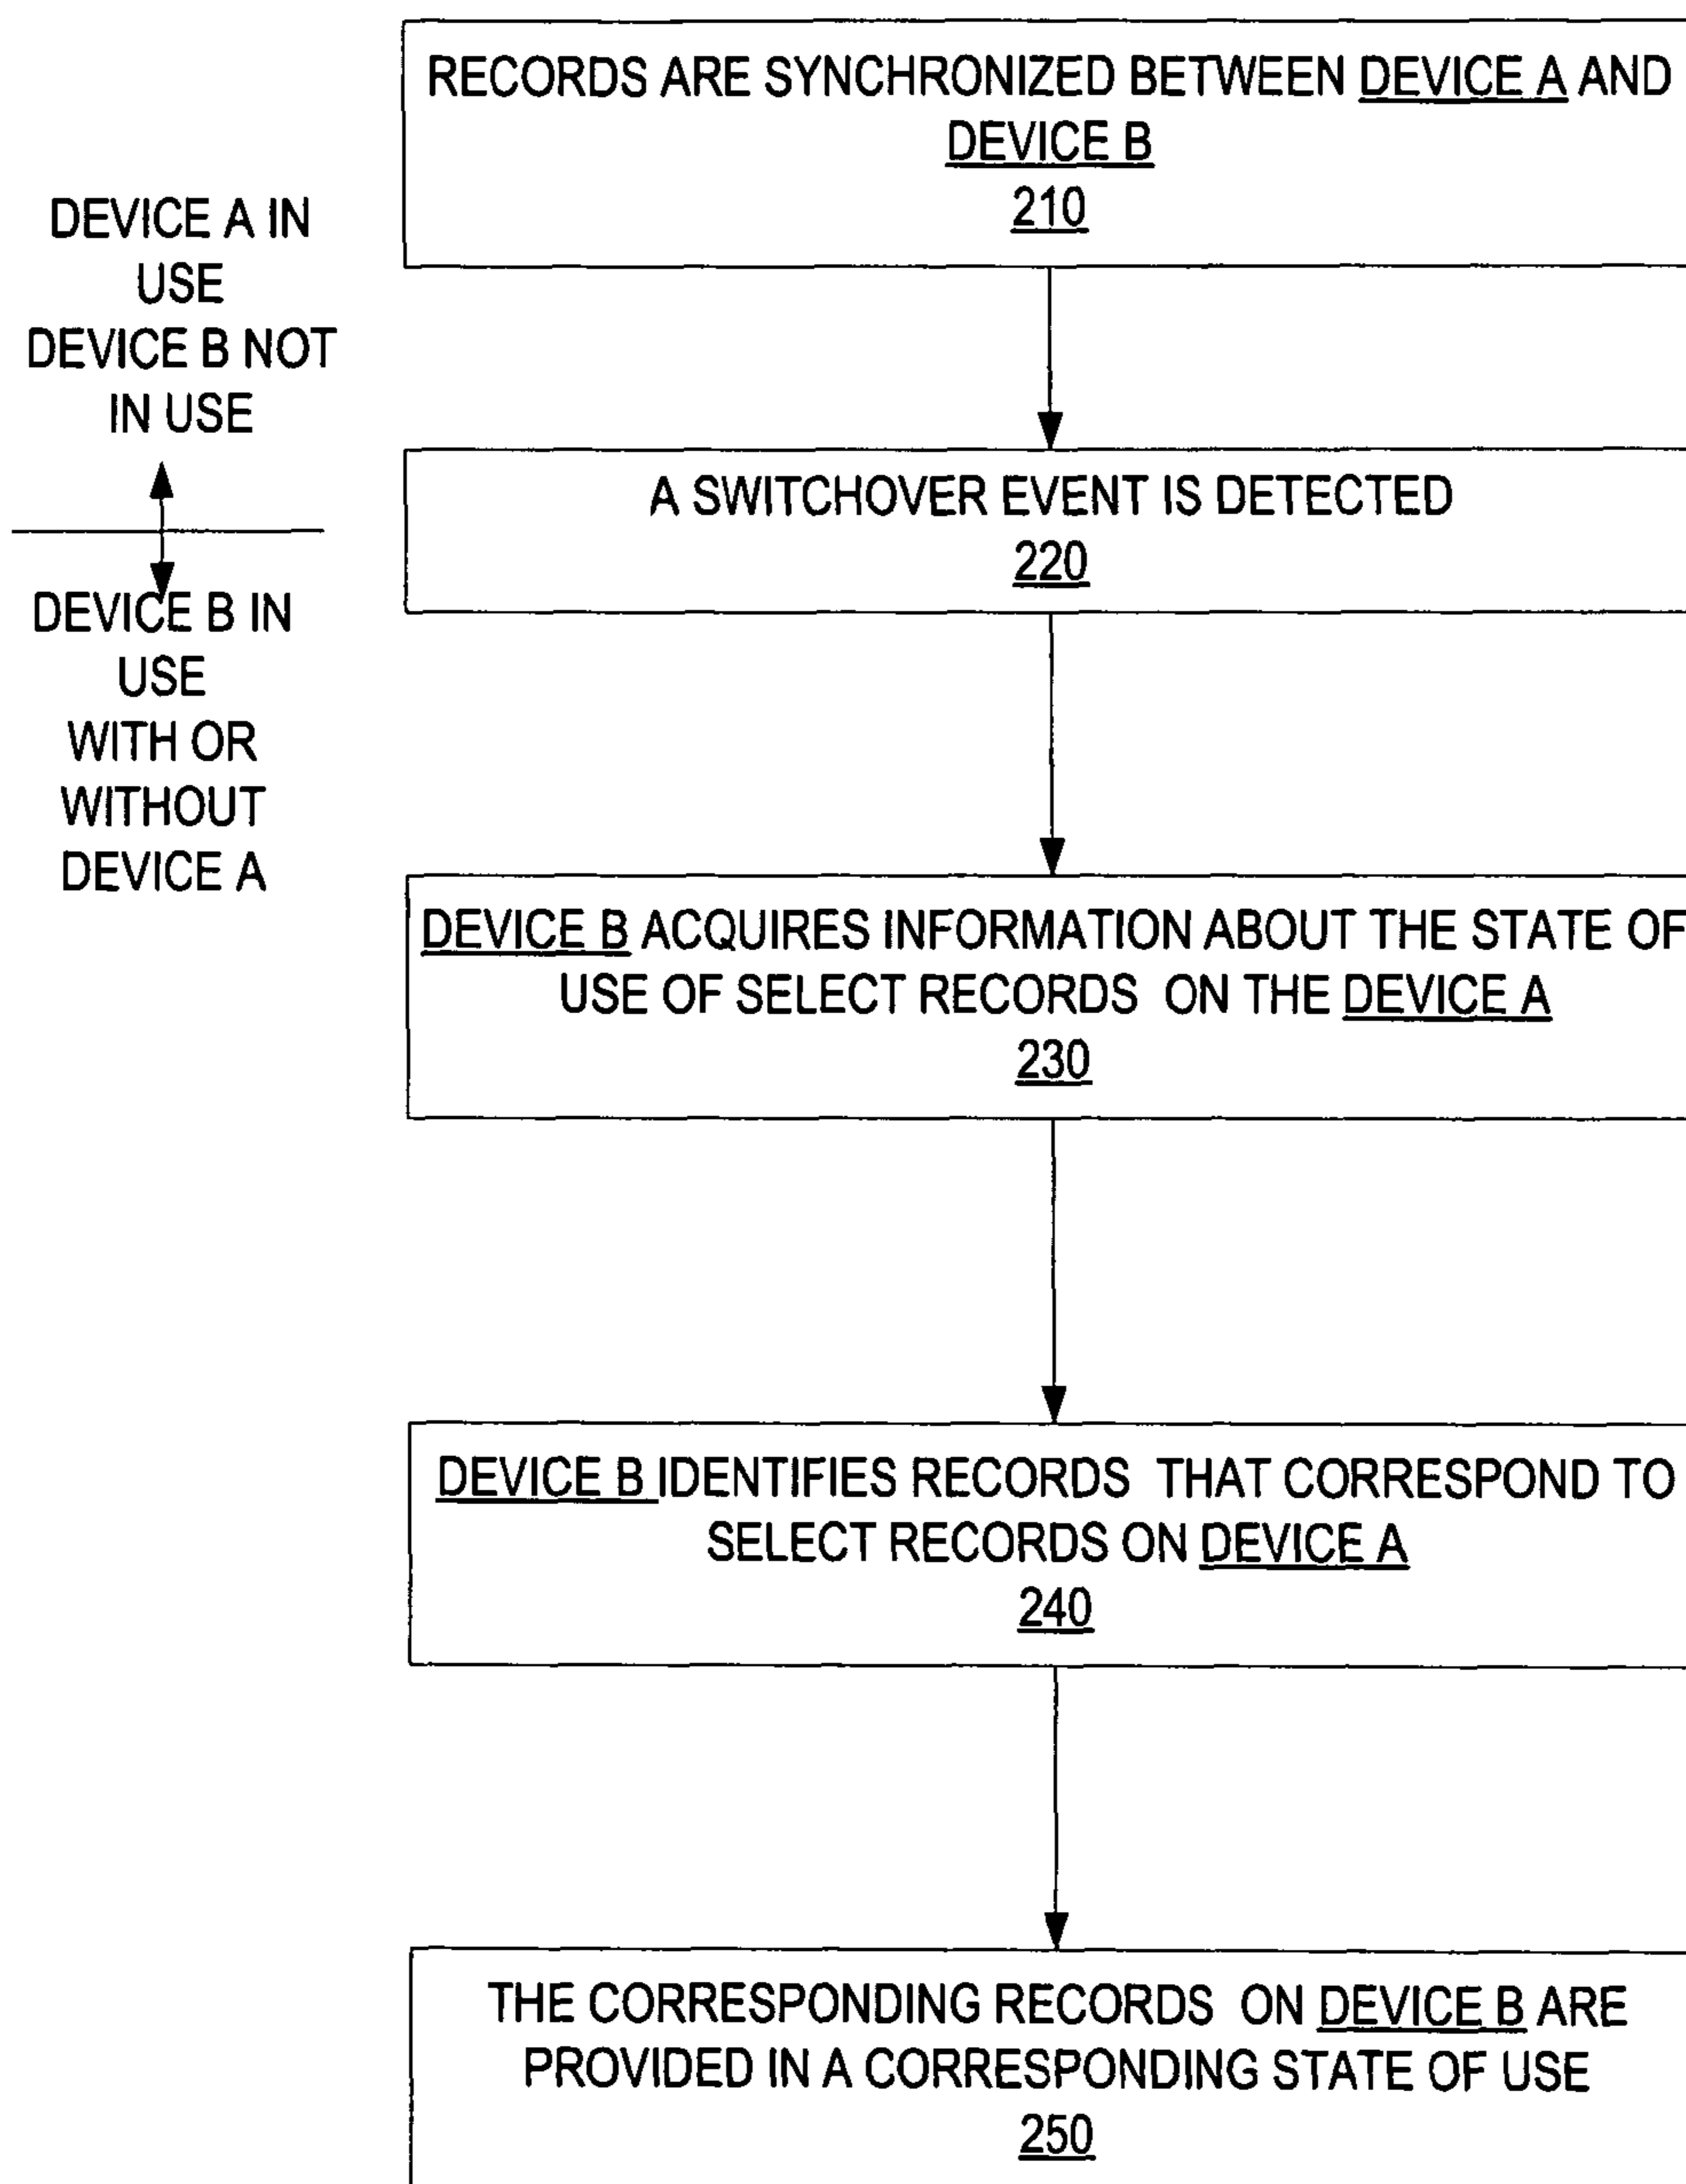 RECORDS ARE SYNCHRONIZED BETWEEN DEVICE A AND
DEVICE B
210
DEVICE A IN
USE
DEVICE B NOT
IN USE
A SWITCHOVER EVENT IS DETECTED
220
DEVICE B IN
USE
WITH OR
WITHOUT
DEVICE A
DEVICE B ACQUIRES INFORMATION ABOUT THE STATE OF
USE OF SELECT RECORDS ON THE DEVICE A
230
DEVICE B IDENTIFIES RECORDS THAT CORRESPOND TO
SELECT RECORDS ON DEVICE A
240
THE CORRESPONDING RECORDS ON DEVICE B ARE
PROVIDED IN A CORRESPONDING STATE OF USE
250